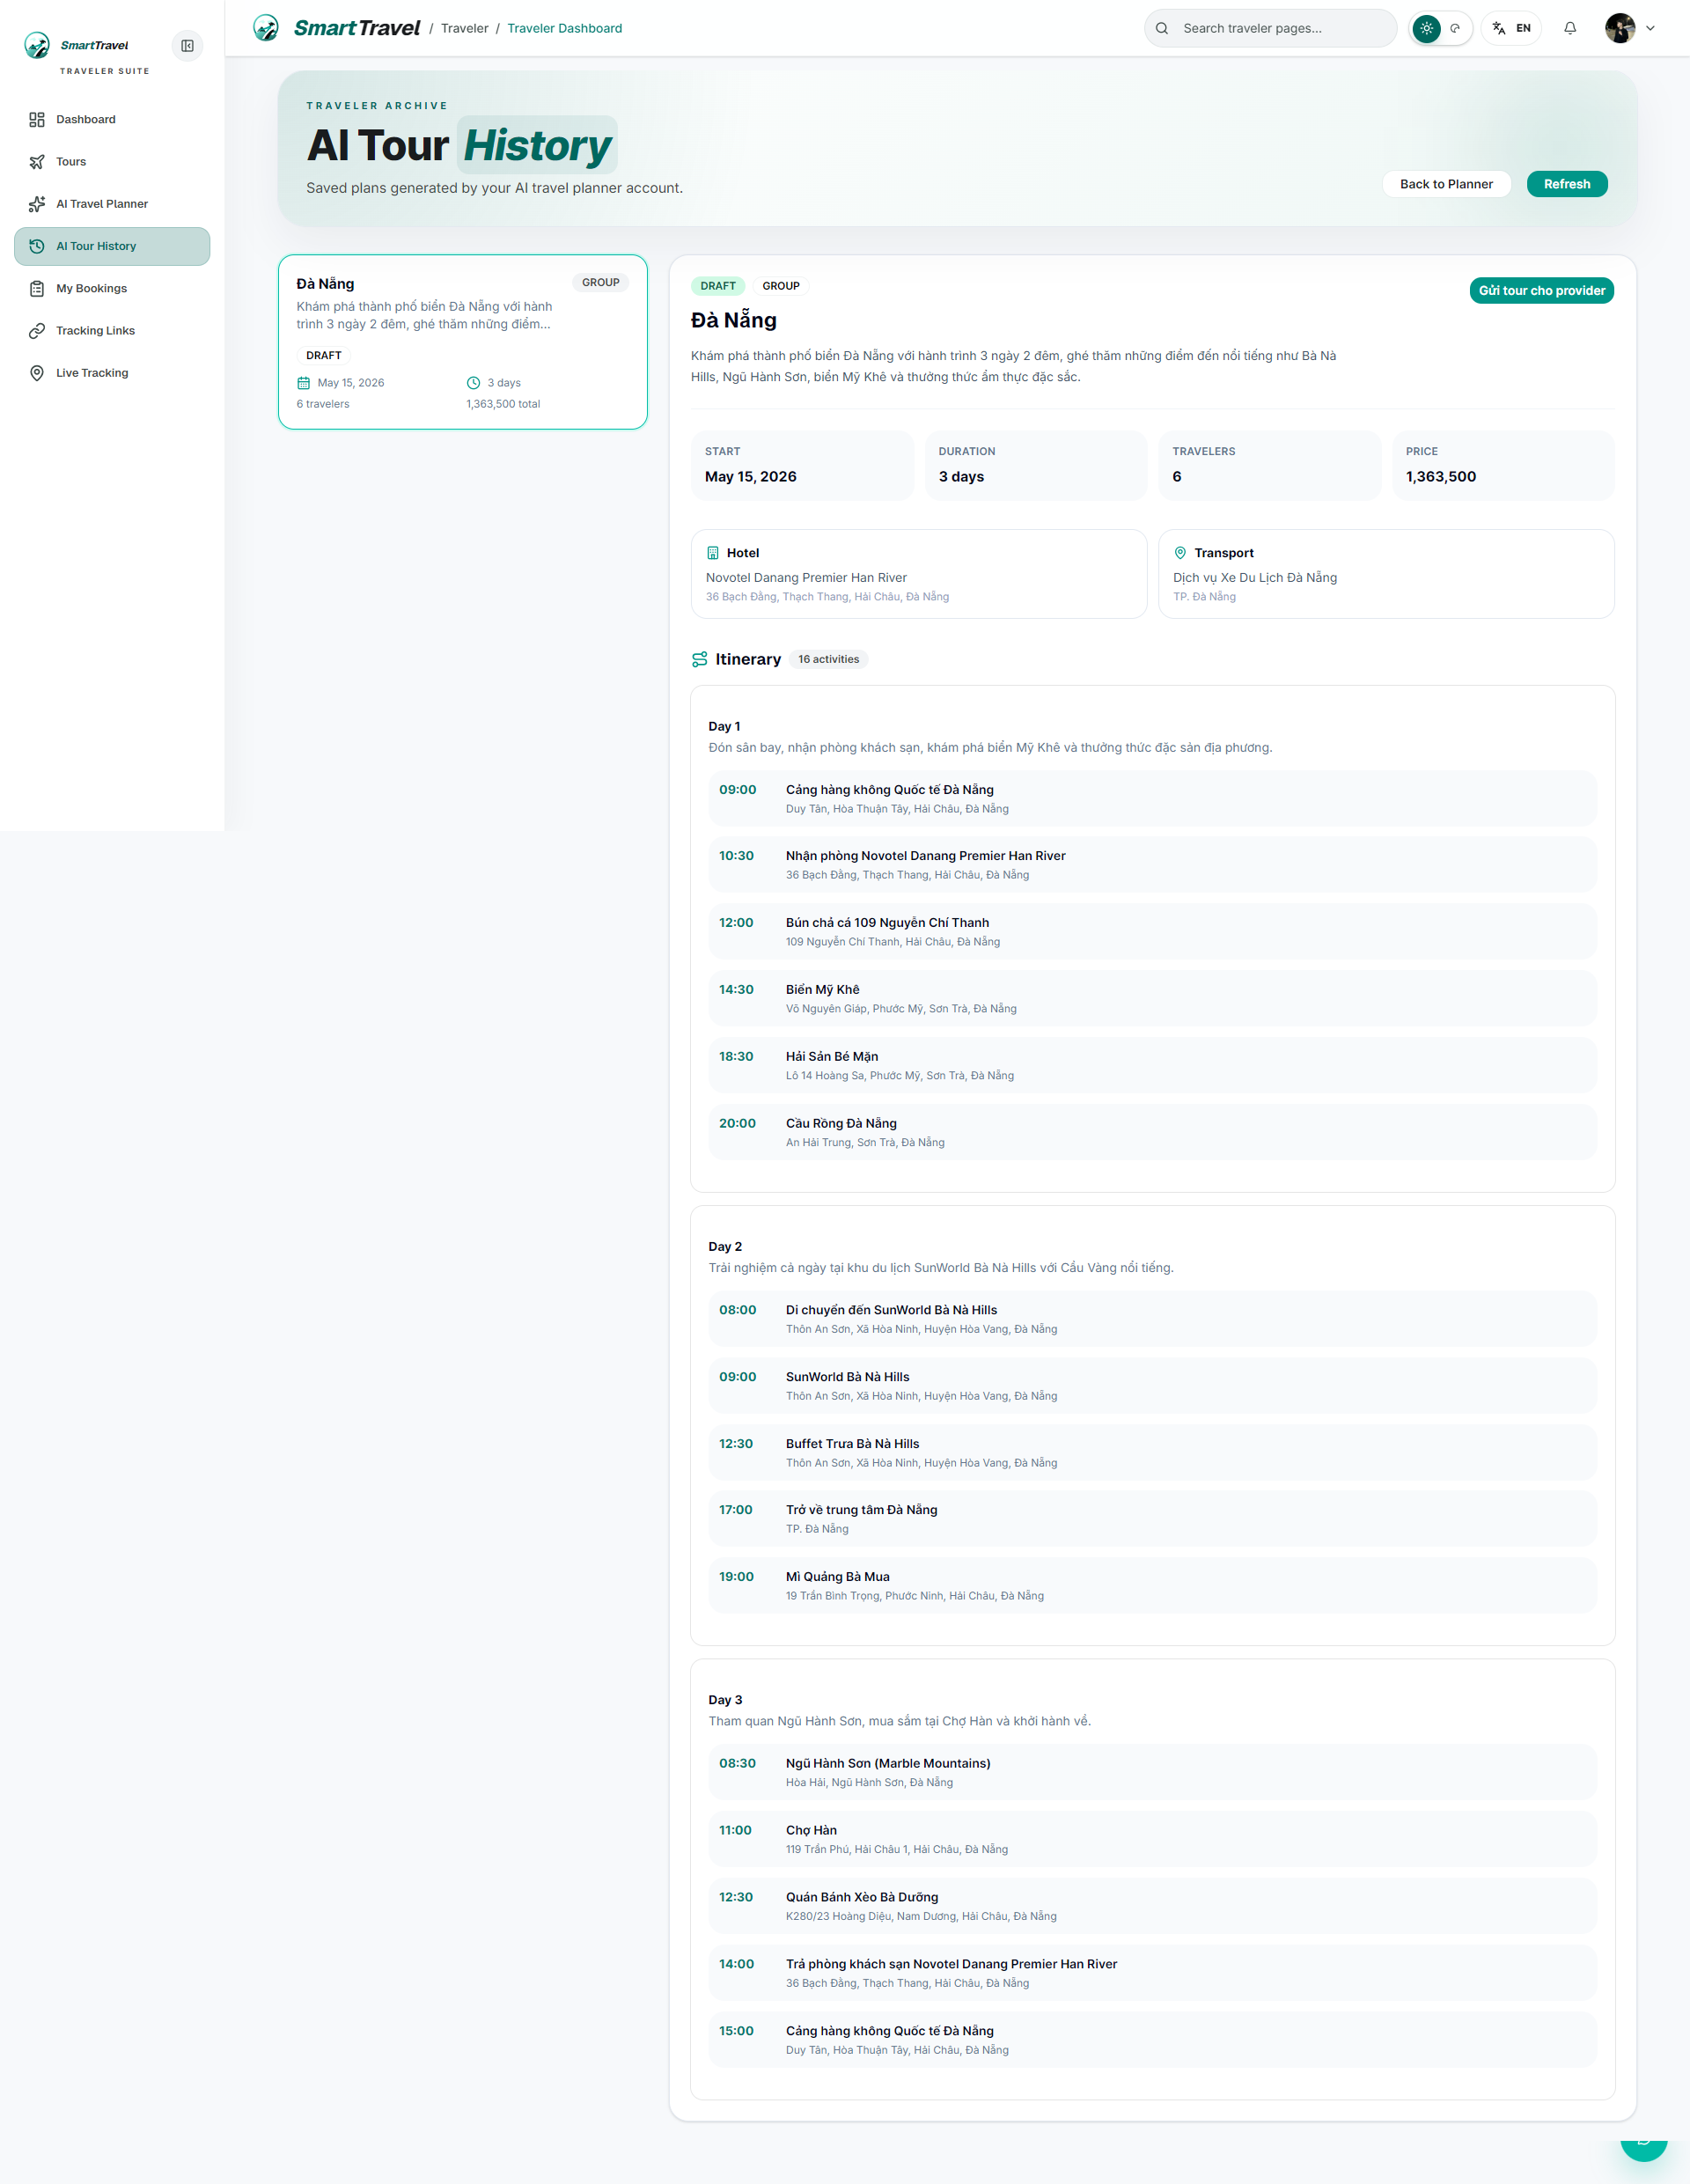 SmartTravel
TRAVELER SUITE
Dashboard
Tours
AI Travel Planner
AI Tour History
My Bookings
Tracking Links
Live Tracking
SmartTravel / Traveler / Traveler Dashboard
Search traveler pages...
EN
TRAVELER ARCHIVE
AI Tour History
Saved plans generated by your AI travel planner account.
Back to Planner
Refresh
Đà Nẵng
GROUP
Khám phá thành phố biển Đà Nẵng với hành
trình 3 ngày 2 đêm, ghé thăm những điểm...
DRAFT
May 15, 2026
3 days
6 travelers
1,363,500 total
DRAFT
GROUP
Gửi tour cho provider
Đà Nẵng
Khám phá thành phố biển Đà Nẵng với hành trình 3 ngày 2 đêm, ghé thăm những điểm đến nổi tiếng như Bà Nà
Hills, Ngũ Hành Sơn, biển Mỹ Khê và thưởng thức ẩm thực đặc sắc.
START
May 15, 2026
DURATION
3 days
TRAVELERS
6
PRICE
1,363,500
Hotel
Novotel Danang Premier Han River
36 Bạch Đằng, Thạch Thang, Hải Châu, Đà Nẵng
Transport
Dịch vụ Xe Du Lịch Đà Nẵng
TP. Đà Nẵng
Itinerary
16 activities
Day 1
Đón sân bay, nhận phòng khách sạn, khám phá biển Mỹ Khê và thưởng thức đặc sản địa phương.
09:00 Cảng hàng không Quốc tế Đà Nẵng
Duy Tân, Hòa Thuận Tây, Hải Châu, Đà Nẵng
10:30 Nhận phòng Novotel Danang Premier Han River
36 Bạch Đằng, Thạch Thang, Hải Châu, Đà Nẵng
12:00 Bún chả cá 109 Nguyễn Chí Thanh
109 Nguyễn Chí Thanh, Hải Châu, Đà Nẵng
14:30 Biển Mỹ Khê
Võ Nguyên Giáp, Phước Mỹ, Sơn Trà, Đà Nẵng
18:30 Hải Sản Bé Mặn
Lô 14 Hoàng Sa, Phước Mỹ, Sơn Trà, Đà Nẵng
20:00 Cầu Rồng Đà Nẵng
An Hải Trung, Sơn Trà, Đà Nẵng
Day 2
Trải nghiệm cả ngày tại khu du lịch SunWorld Bà Nà Hills với Cầu Vàng nổi tiếng.
08:00 Di chuyển đến SunWorld Bà Nà Hills
Thôn An Sơn, Xã Hòa Ninh, Huyện Hòa Vang, Đà Nẵng
09:00 SunWorld Bà Nà Hills
Thôn An Sơn, Xã Hòa Ninh, Huyện Hòa Vang, Đà Nẵng
12:30 Buffet Trưa Bà Nà Hills
Thôn An Sơn, Xã Hòa Ninh, Huyện Hòa Vang, Đà Nẵng
17:00 Trở về trung tâm Đà Nẵng
TP. Đà Nẵng
19:00 Mì Quảng Bà Mua
19 Trần Bình Trọng, Phước Ninh, Hải Châu, Đà Nẵng
Day 3
Tham quan Ngũ Hành Sơn, mua sắm tại Chợ Hàn và khởi hành về.
08:30 Ngũ Hành Sơn (Marble Mountains)
Hòa Hải, Ngũ Hành Sơn, Đà Nẵng
11:00 Chợ Hàn
119 Trần Phú, Hải Châu 1, Hải Châu, Đà Nẵng
12:30 Quán Bánh Xèo Bà Dưỡng
K280/23 Hoàng Diệu, Nam Dương, Hải Châu, Đà Nẵng
14:00 Trả phòng khách sạn Novotel Danang Premier Han River
36 Bạch Đằng, Thạch Thang, Hải Châu, Đà Nẵng
15:00 Cảng hàng không Quốc tế Đà Nẵng
Duy Tân, Hòa Thuận Tây, Hải Châu, Đà Nẵng